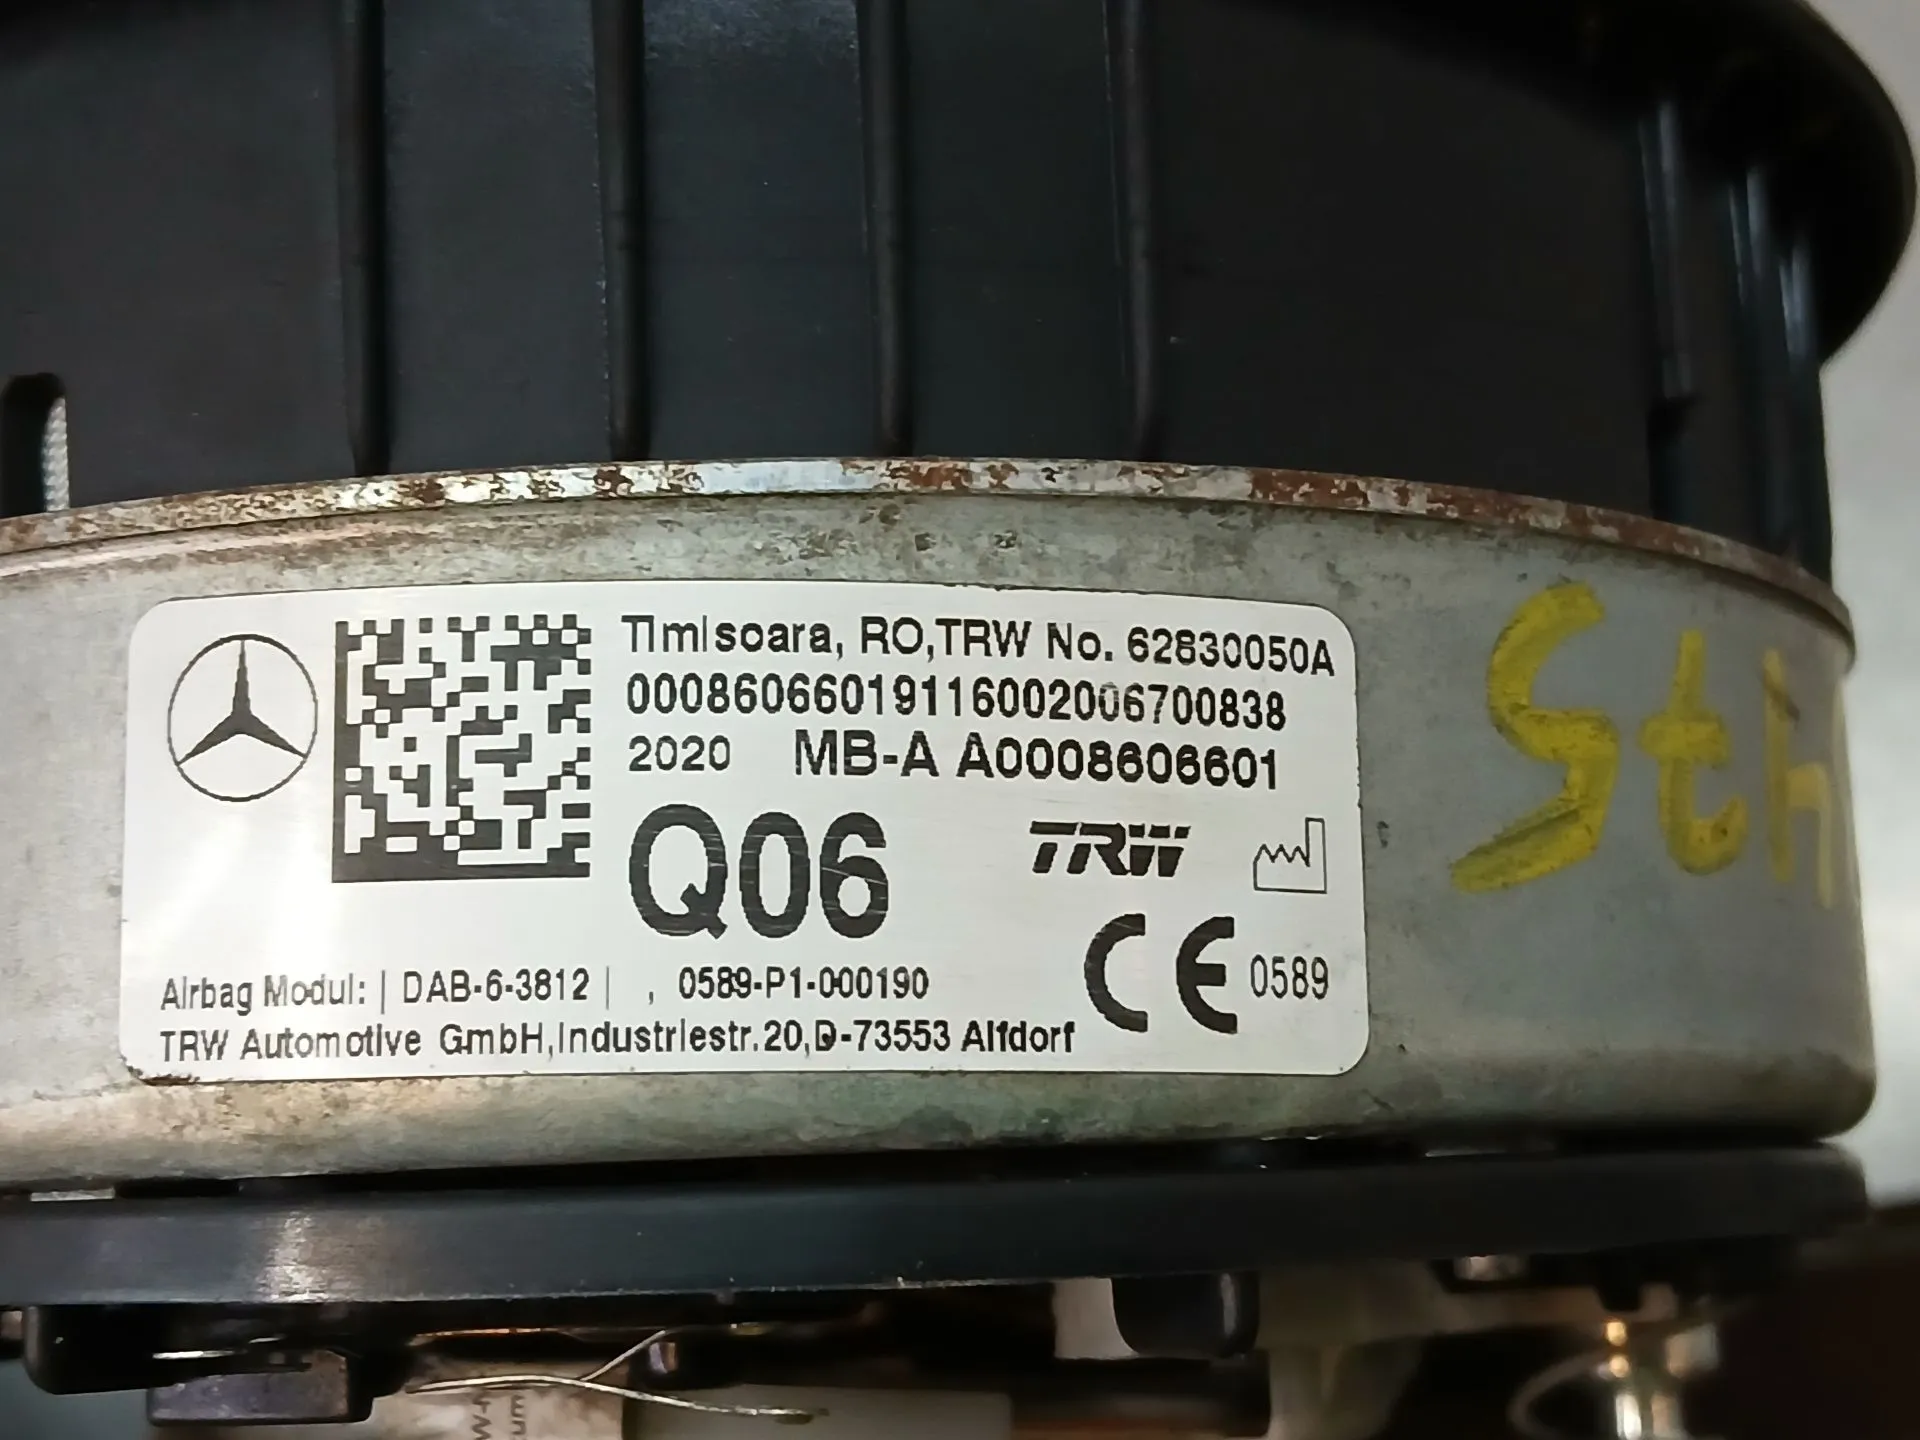 Timisoara, RO,TRW No. 62830050A
00086066019116002006700838
2020 MB-A A0008606601
Q06
TRW
CE 0589
Airbag Modul: | DAB-6-3812 | , 0589-P1-000190
TRW Automotive GmbH,Industriestr.20,D-73553 Alfdorf